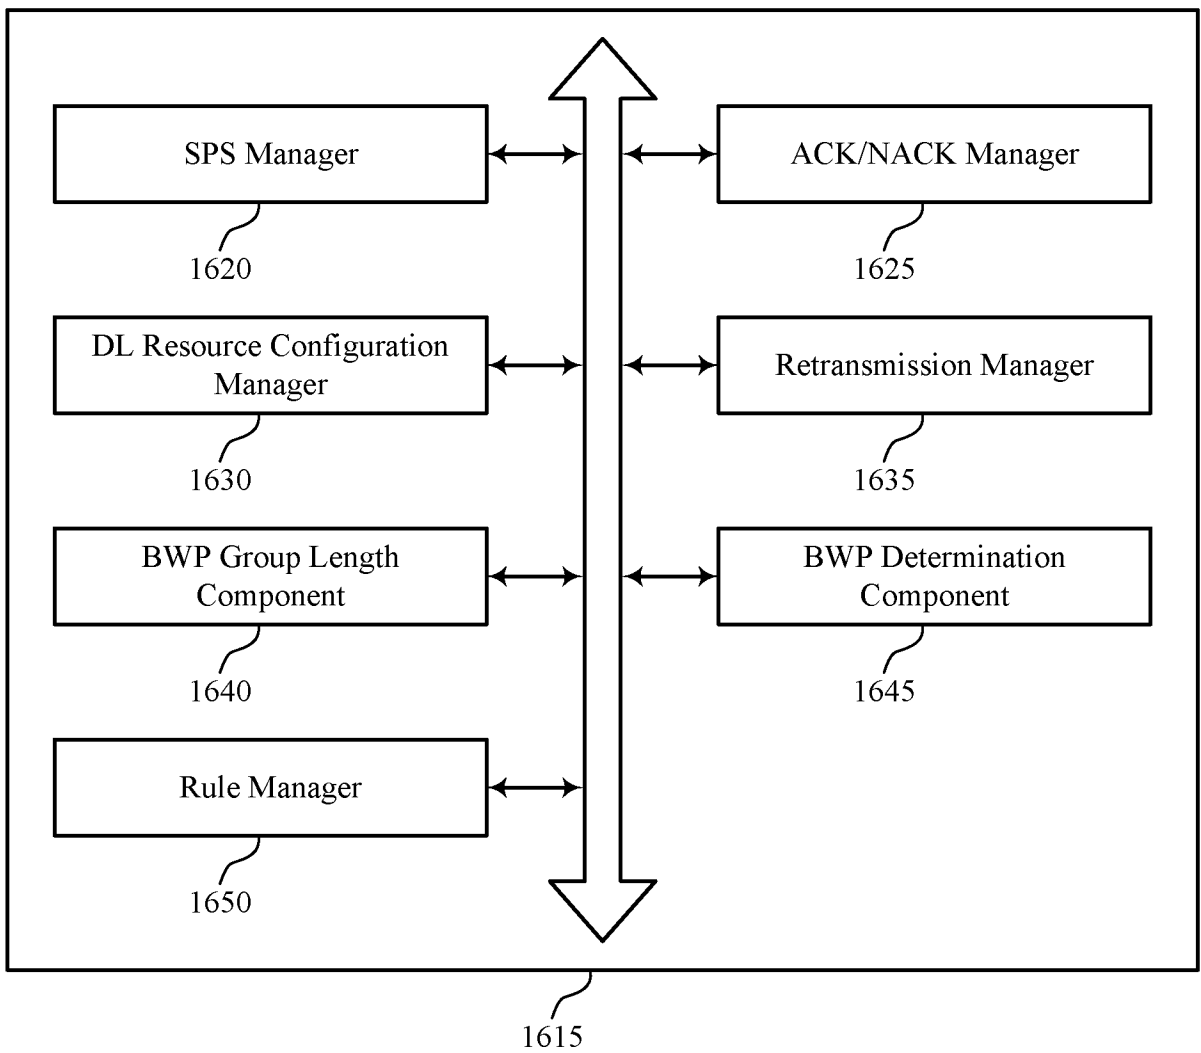 SPS Manager
1620
ACK/NACK Manager
1625
DL Resource Configuration
Manager
1630
Retransmission Manager
1635
BWP Group Length
Component
1640
BWP Determination
Component
1645
Rule Manager
1650
1615